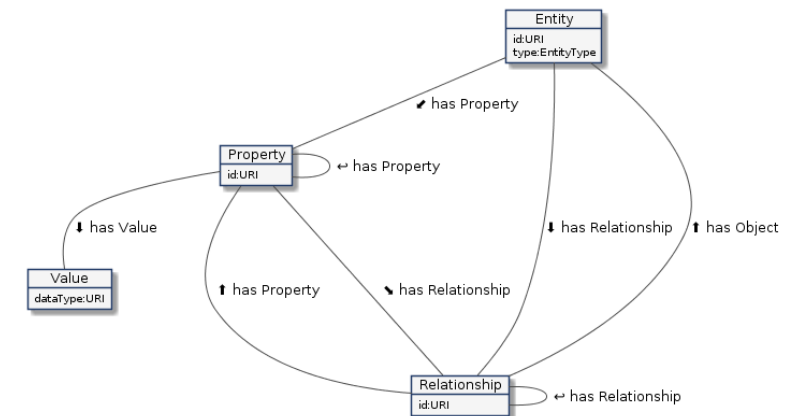 Entity
id:URI
type:EntityType
⬋ has Property
Property
id:URI
↩ has Property
⬇ has Value
⬇ has Relationship
⬆ has Object
Value
dataType:URI
⬆ has Property
⬊ has Relationship
Relationship
id:URI
↩ has Relationship